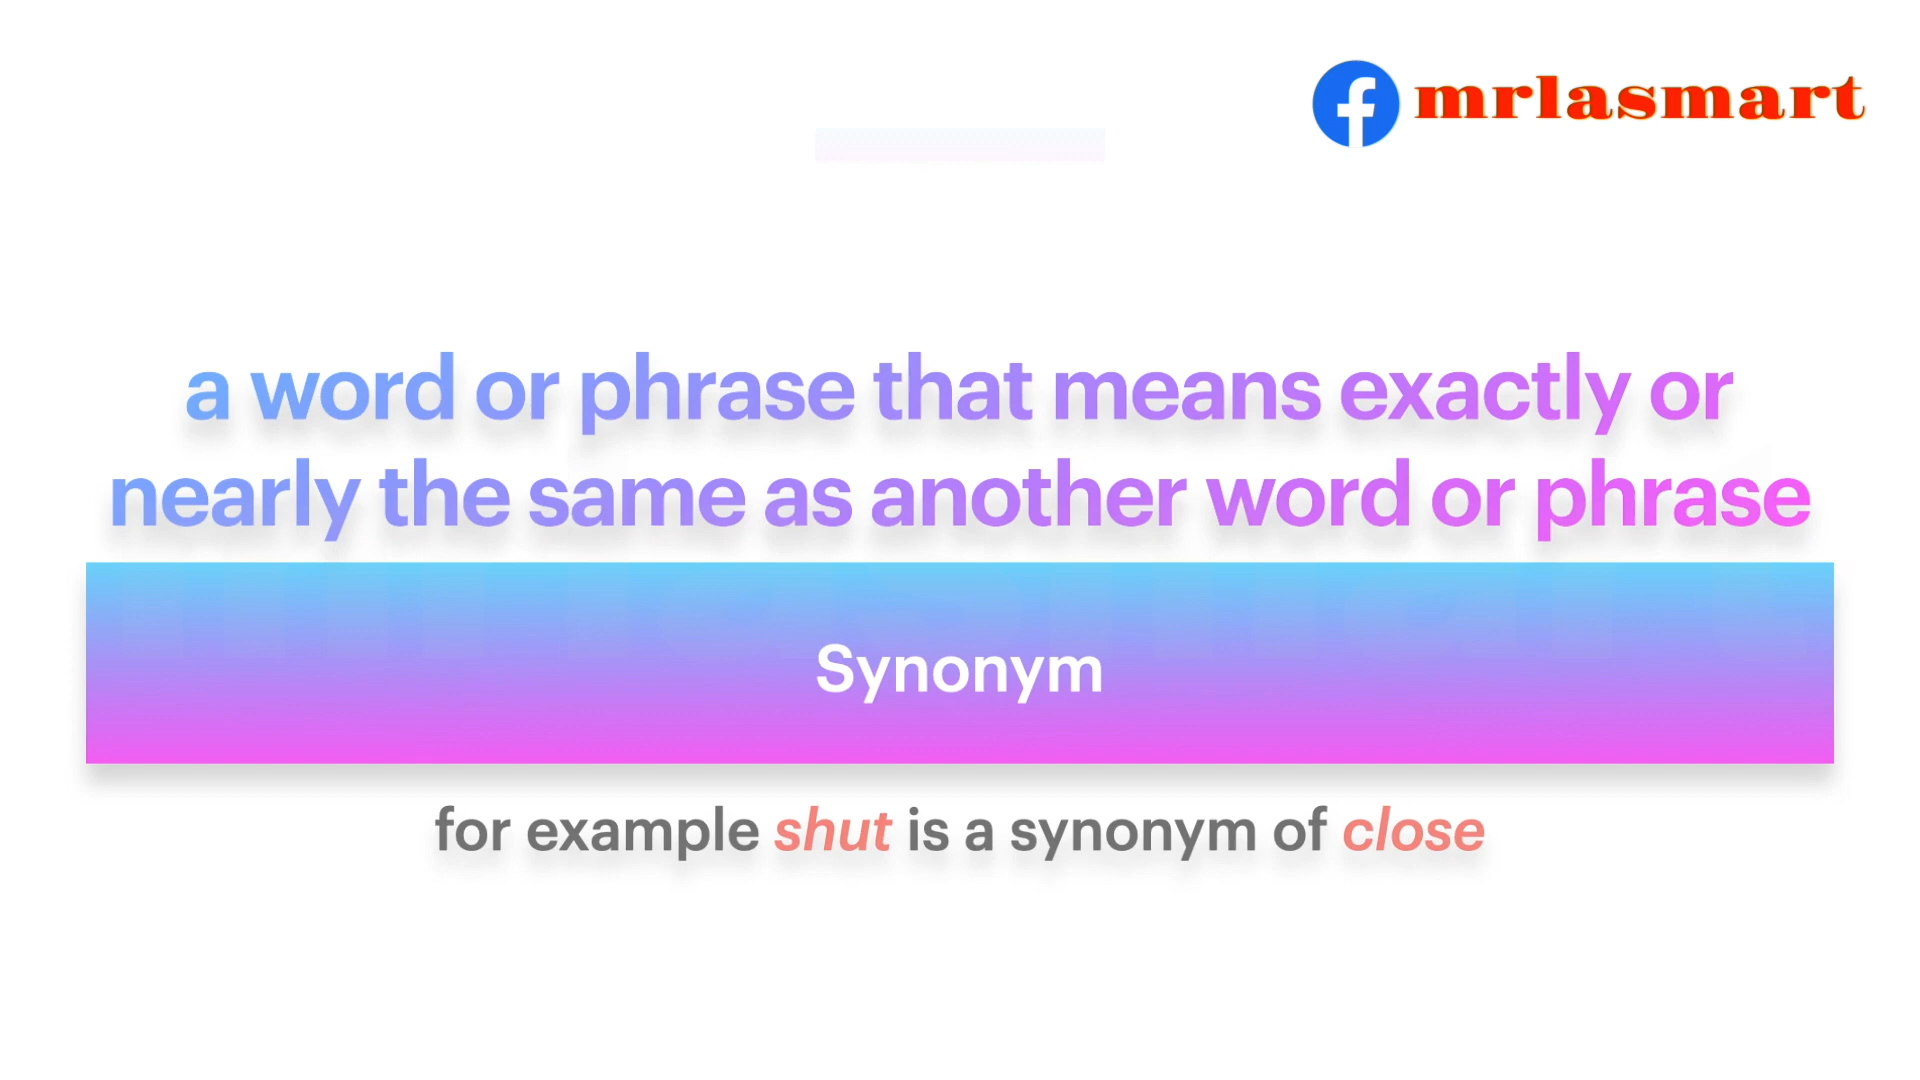 mrlasmart
a word or phrase that means exactly or
nearly the same as another word or phrase
Synonym
for example shut is a synonym of close